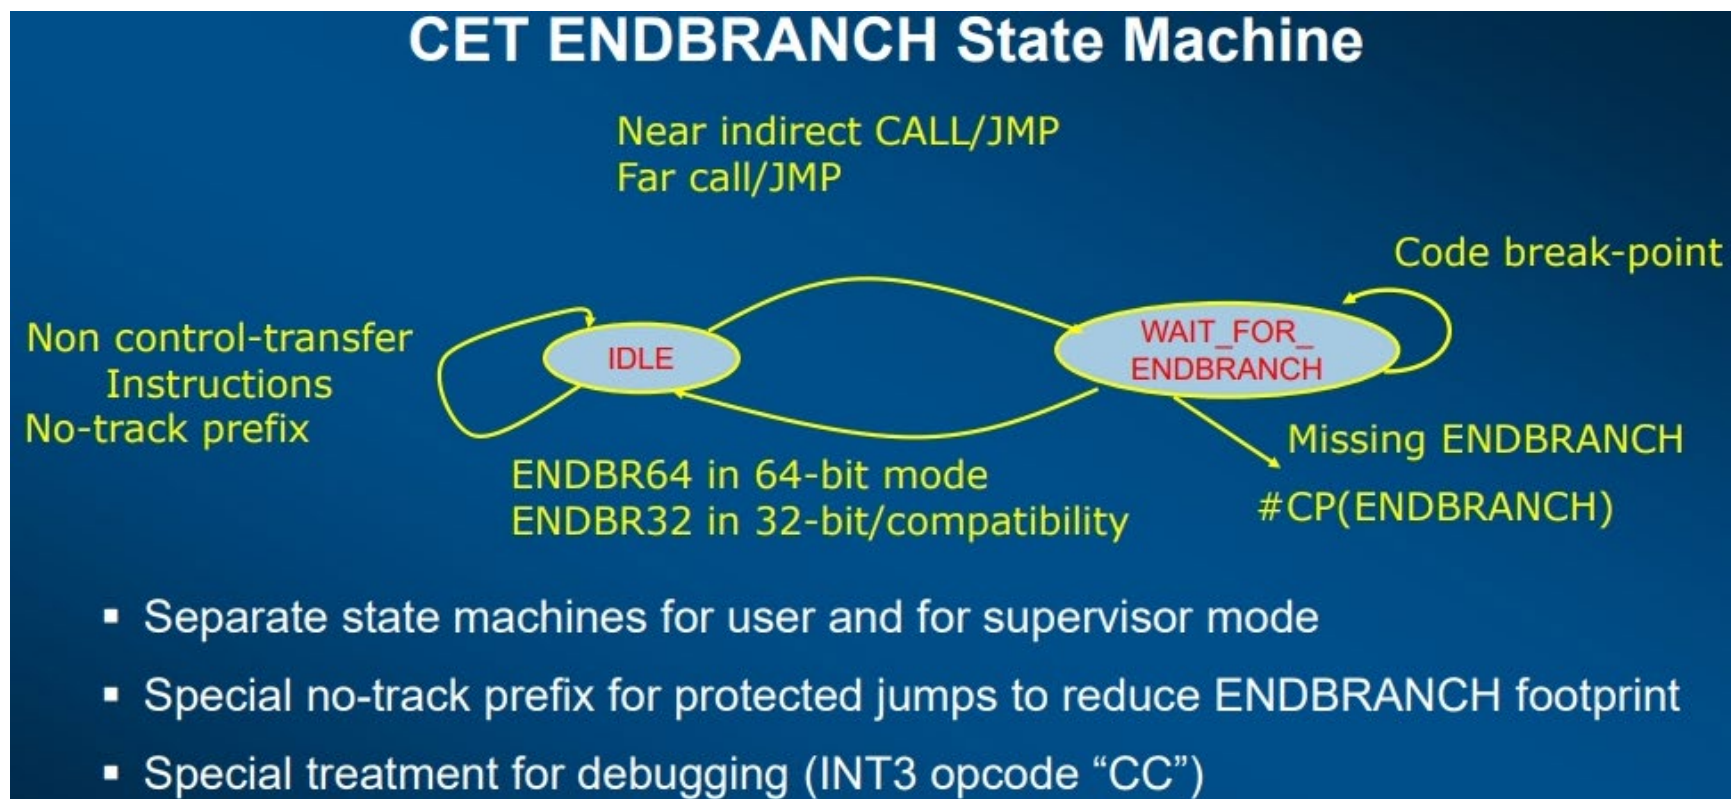 CET ENDBRANCH State Machine
Near indirect CALL/JMP
Far call/JMP
Code break-point
Non control-transfer
Instructions
No-track prefix
IDLE
WAIT_FOR_
ENDBRANCH
Missing ENDBRANCH
#CP(ENDBRANCH)
ENDBR64 in 64-bit mode
ENDBR32 in 32-bit/compatibility
▪ Separate state machines for user and for supervisor mode
▪ Special no-track prefix for protected jumps to reduce ENDBRANCH footprint
▪ Special treatment for debugging (INT3 opcode “CC”)